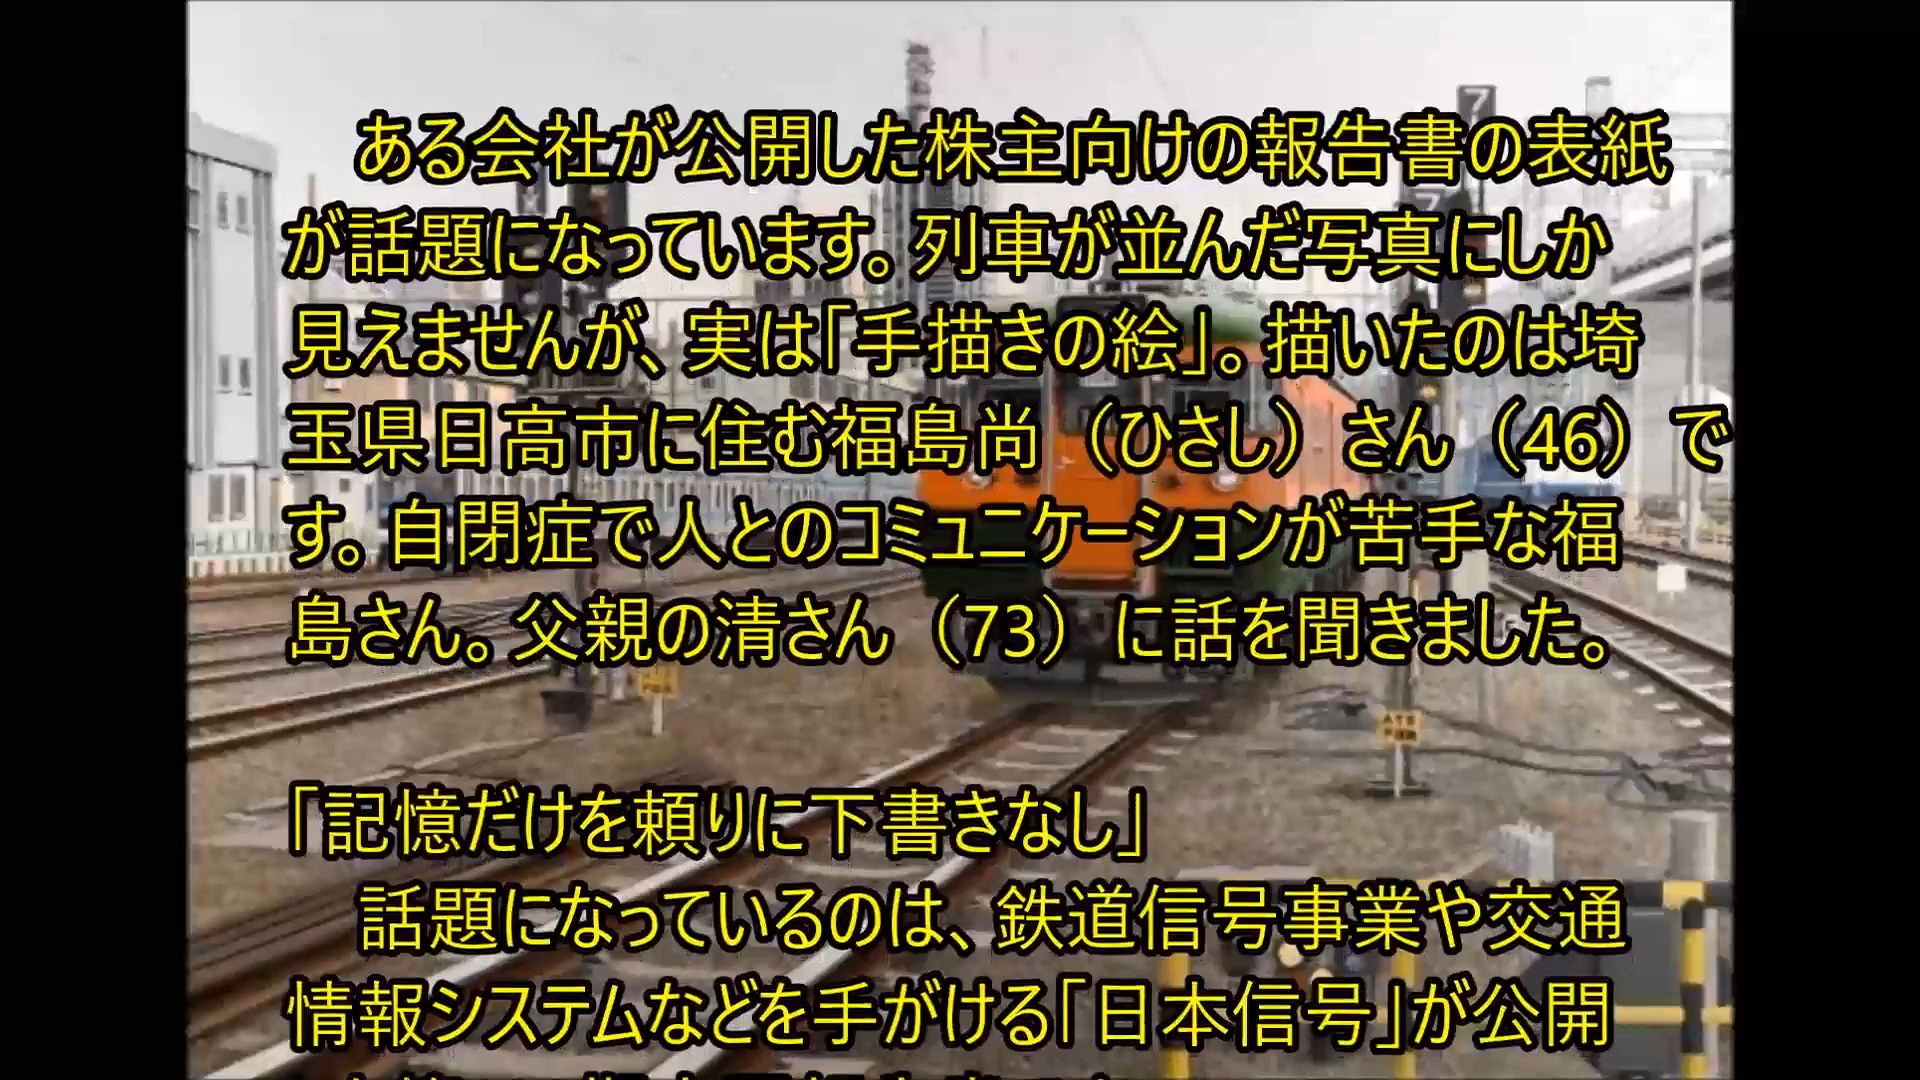 ある会社が公開した株主向けの報告書の表紙
が話題になっています。列車が並んだ写真にしか
見えませんが、実は「手描きの絵」。描いたのは埼
玉県日高市に住む福島尚（ひさし）さん（46）で
す。自閉症で人とのコミュニケーションが苦手な福
島さん。父親の清さん（73）に話を聞きました。
「記憶だけを頼りに下書きなし」
話題になっているのは、鉄道信号事業や交通
情報システムなどを手がける「日本信号」が公開
7
7
ATS